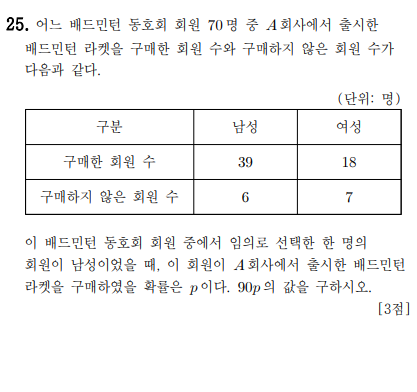 25. 어느 배드민턴 동호회 회원 70명 중 A회사에서 출시한
배드민턴 라켓을 구매한 회원 수와 구매하지 않은 회원 수가
다음과 같다.
(단위: 명)
구분 남성 여성
구매한 회원 수 39 18
구매하지 않은 회원 수 6 7
이 배드민턴 동호회 회원 중에서 임의로 선택한 한 명의
회원이 남성이었을 때, 이 회원이 A회사에서 출시한 배드민턴
라켓을 구매하였을 확률은 p이다. 90p의 값을 구하시오.
[3점]